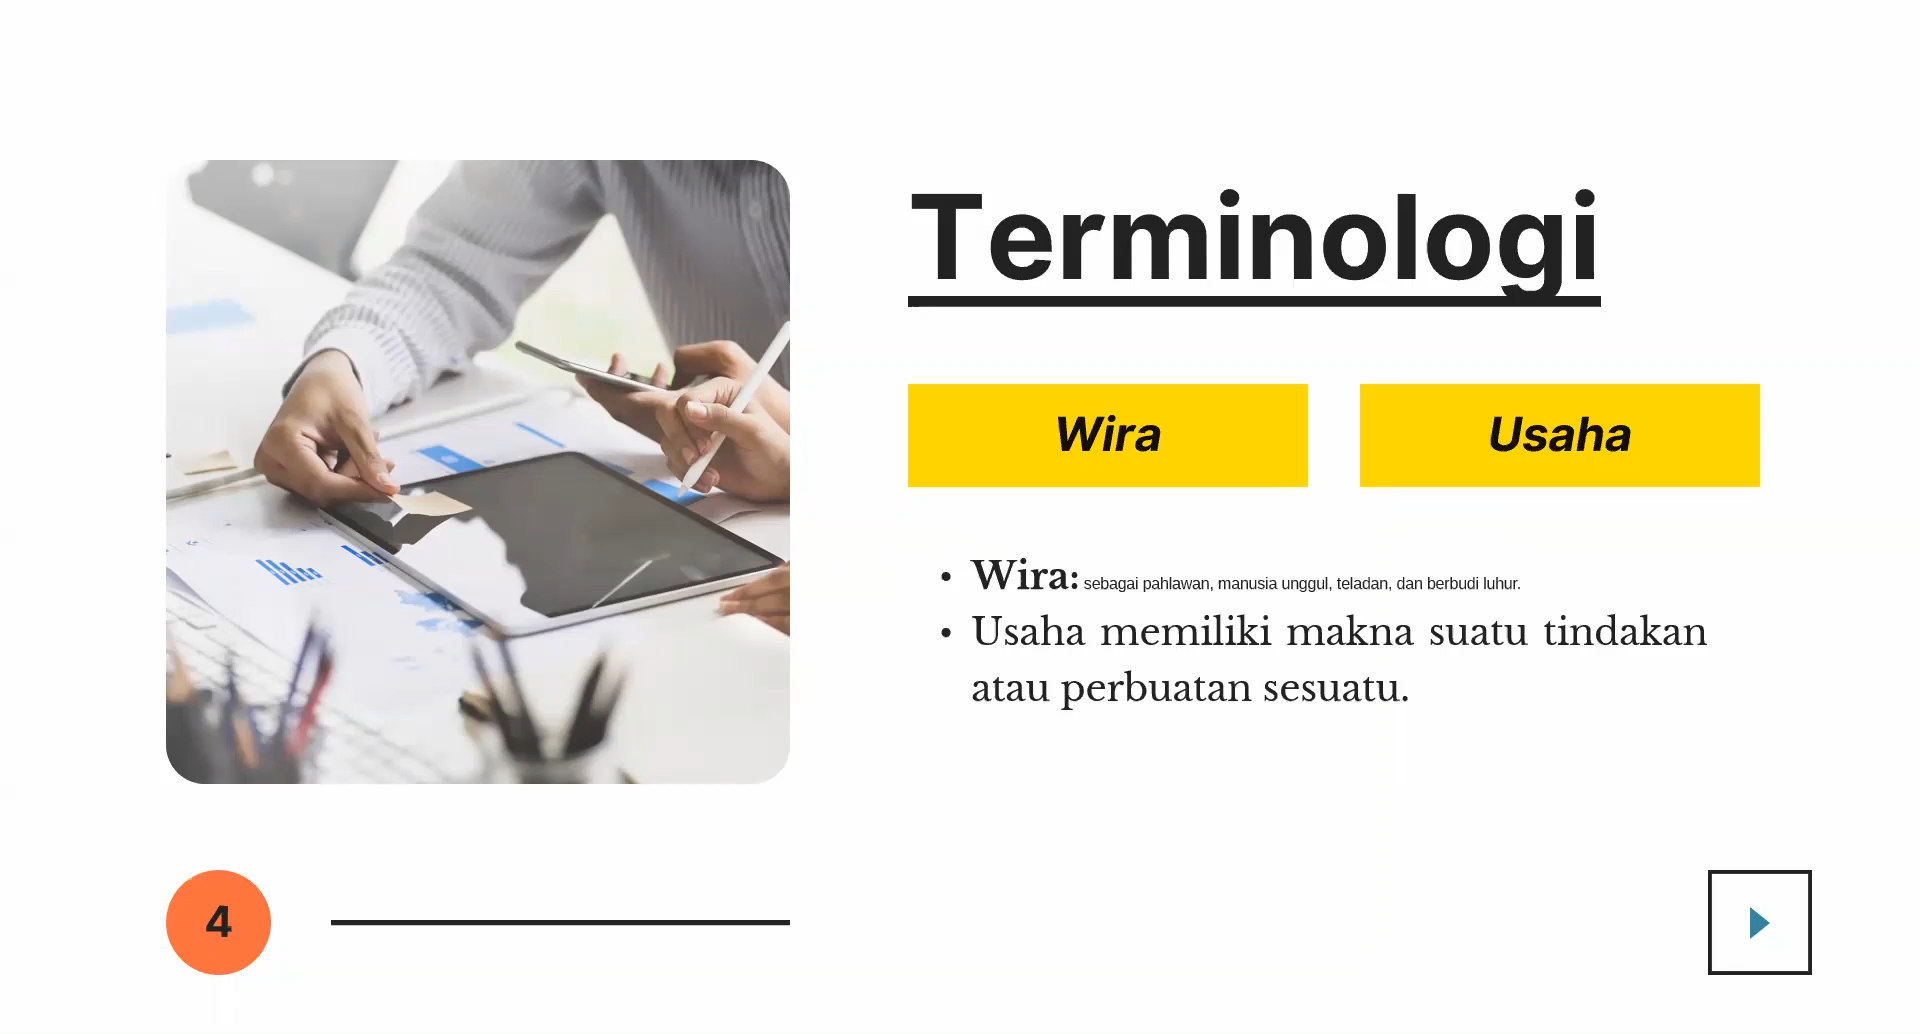 Terminologi
Wira
Usaha
• Wira: sebagai pahlawan, manusia unggul, teladan, dan berbudi luhur.
• Usaha memiliki makna suatu tindakan
atau perbuatan sesuatu.
4